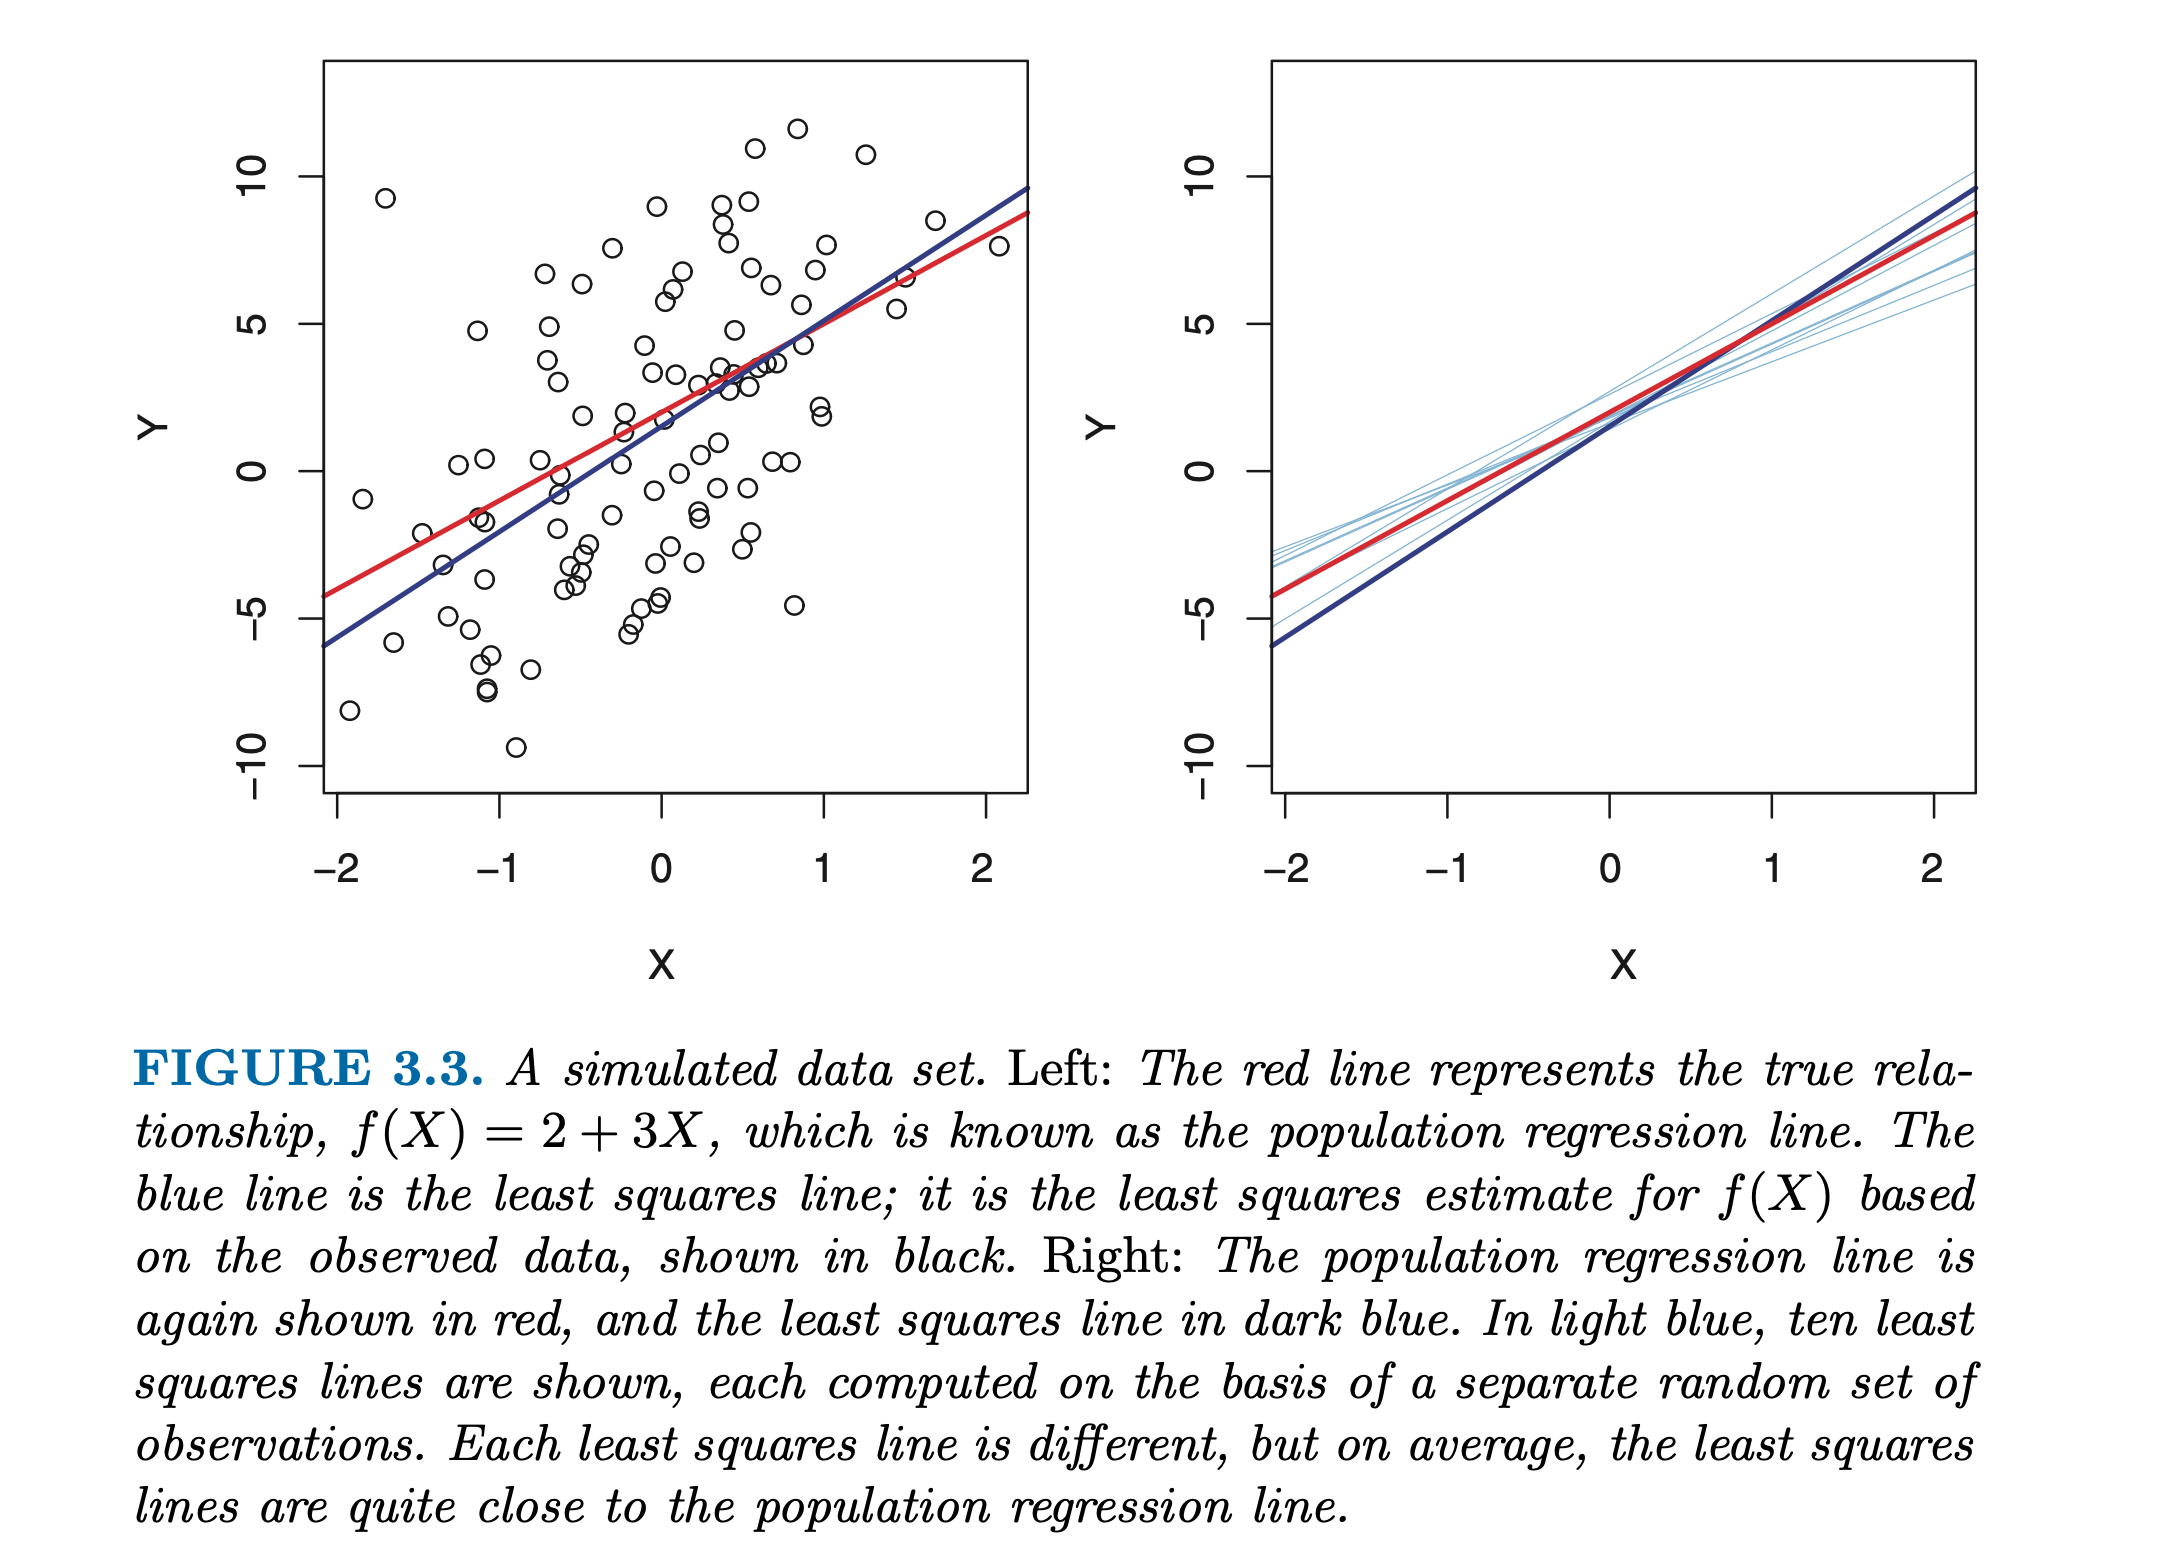 10
5
0
−5
−10
Y
−2 −1 0 1 2
X
10
5
0
−5
−10
Y
−2 −1 0 1 2
X
FIGURE 3.3. A simulated data set. Left: The red line represents the true rela-
tionship, f(X) = 2 + 3X, which is known as the population regression line. The
blue line is the least squares line; it is the least squares estimate for f(X) based
on the observed data, shown in black. Right: The population regression line is
again shown in red, and the least squares line in dark blue. In light blue, ten least
squares lines are shown, each computed on the basis of a separate random set of
observations. Each least squares line is different, but on average, the least squares
lines are quite close to the population regression line.